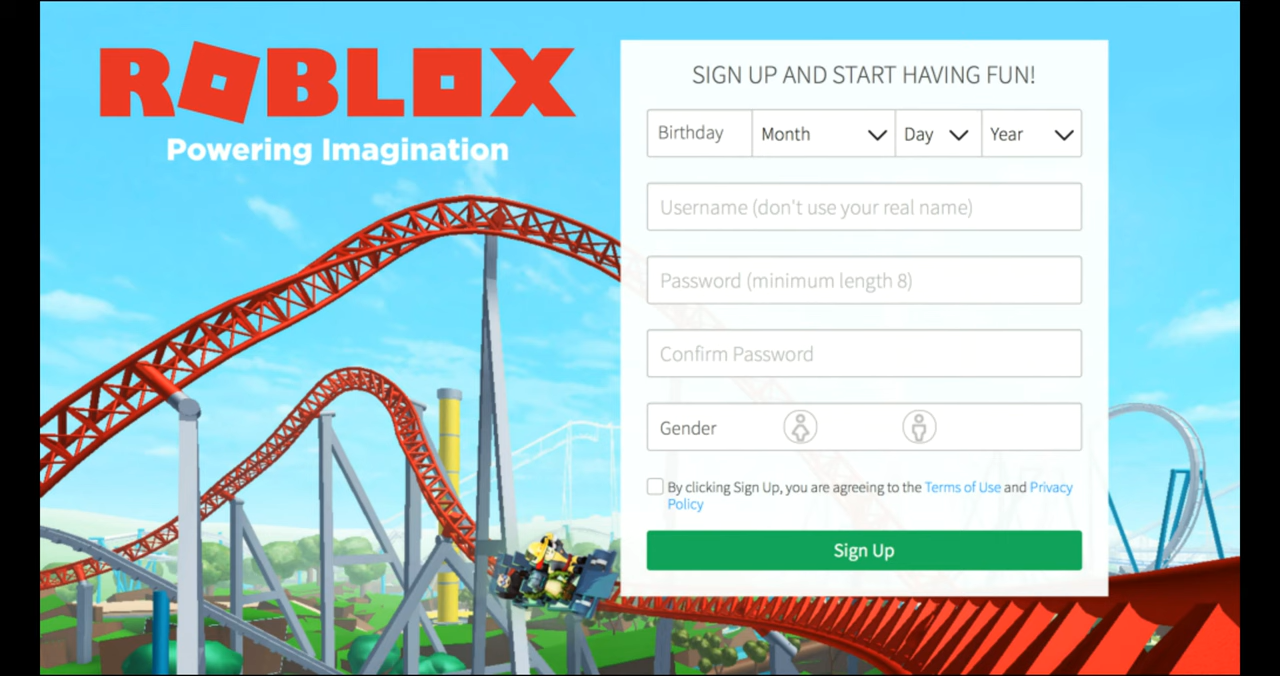 ROBLOX
Powering Imagination
SIGN UP AND START HAVING FUN!
Birthday Month Day Year
Username (don't use your real name)
Password (minimum length 8)
Confirm Password
Gender
By clicking Sign Up, you are agreeing to the Terms of Use and Privacy
Policy
Sign Up